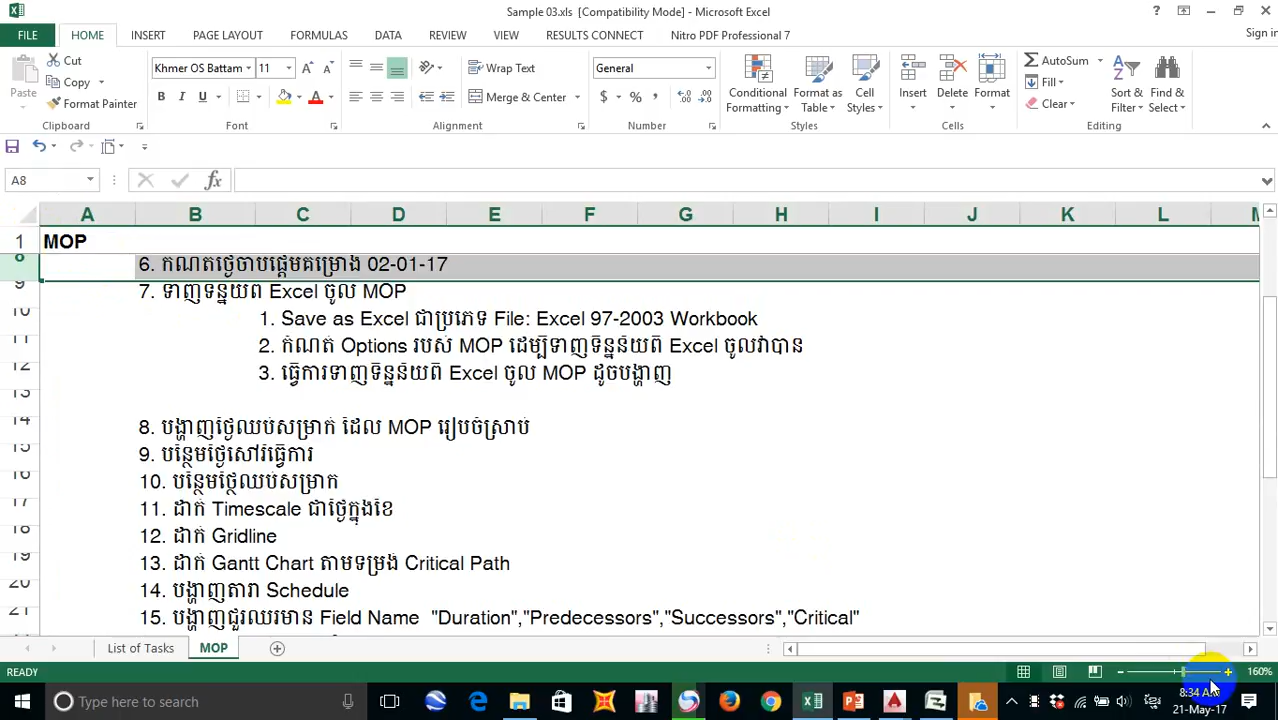 Sample 03.xls [Compatibility Mode] - Microsoft Excel
FILE HOME INSERT PAGE LAYOUT FORMULAS DATA REVIEW VIEW RESULTS CONNECT Nitro PDF Professional 7 Sign in
Cut
Copy
Format Painter
Paste
Khmer OS Battam 11
B I U
Wrap Text
Merge & Center
General
$ % ,
Conditional Formatting
Format as Table
Cell Styles
Insert Delete Format
AutoSum
Fill
Clear
Sort & Filter
Find & Select
Clipboard Font Alignment Number Styles Cells Editing
A8 fx
A B C D E F G H I J K L M
1 MOP
8 6. កំណត់ថ្ងៃចាប់ផ្តើមគម្រោង 02-01-17
9 7. ទាញទិន្នន័យពី Excel ចូល MOP
10 1. Save as Excel ជាប្រភេទ File: Excel 97-2003 Workbook
11 2. កំណត់ Options របស់ MOP ដើម្បីទាញទិន្នន័យពី Excel ចូលវាបាន
12 3. ធ្វើការទាញទិន្នន័យពី Excel ចូល MOP ដូចបង្ហាញ
13
14 8. បង្ហាញថ្ងៃឈប់សម្រាក់ ដែល MOP រៀបចំស្រាប់
15 9. បន្ថែមថ្ងៃសៅរ៍ធ្វើការ
16 10. បន្ថែមថ្ថៃឈប់សម្រាក
17 11. ដាក់ Timescale ជាថ្ងៃក្នុងខែ
18 12. ដាក់ Gridline
19 13. ដាក់ Gantt Chart តាមទម្រង់ Critical Path
20 14. បង្ហាញតារា Schedule
21 15. បង្ហាញជួរឈរមាន Field Name "Duration","Predecessors","Successors","Critical"
List of Tasks MOP
READY 160%
Type here to search
8:34 AM
21-May-17